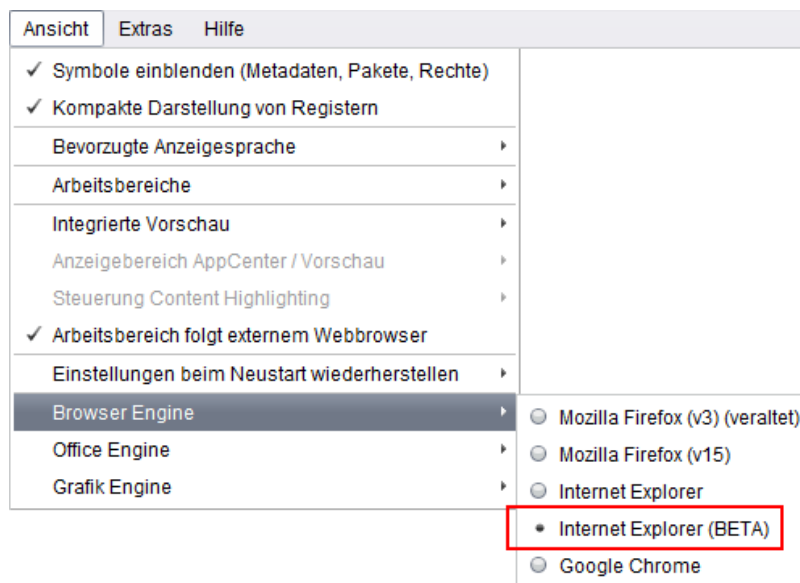 Ansicht Extras Hilfe
Symbole einblenden (Metadaten, Pakete, Rechte)
Kompakte Darstellung von Registern
Bevorzugte Anzeigesprache
Arbeitsbereiche
Integrierte Vorschau
Anzeigebereich AppCenter / Vorschau
Steuerung Content Highlighting
Arbeitsbereich folgt externem Webbrowser
Einstellungen beim Neustart wiederherstellen
Browser Engine
Office Engine
Grafik Engine
Mozilla Firefox (v3) (veraltet)
Mozilla Firefox (v15)
Internet Explorer
Internet Explorer (BETA)
Google Chrome